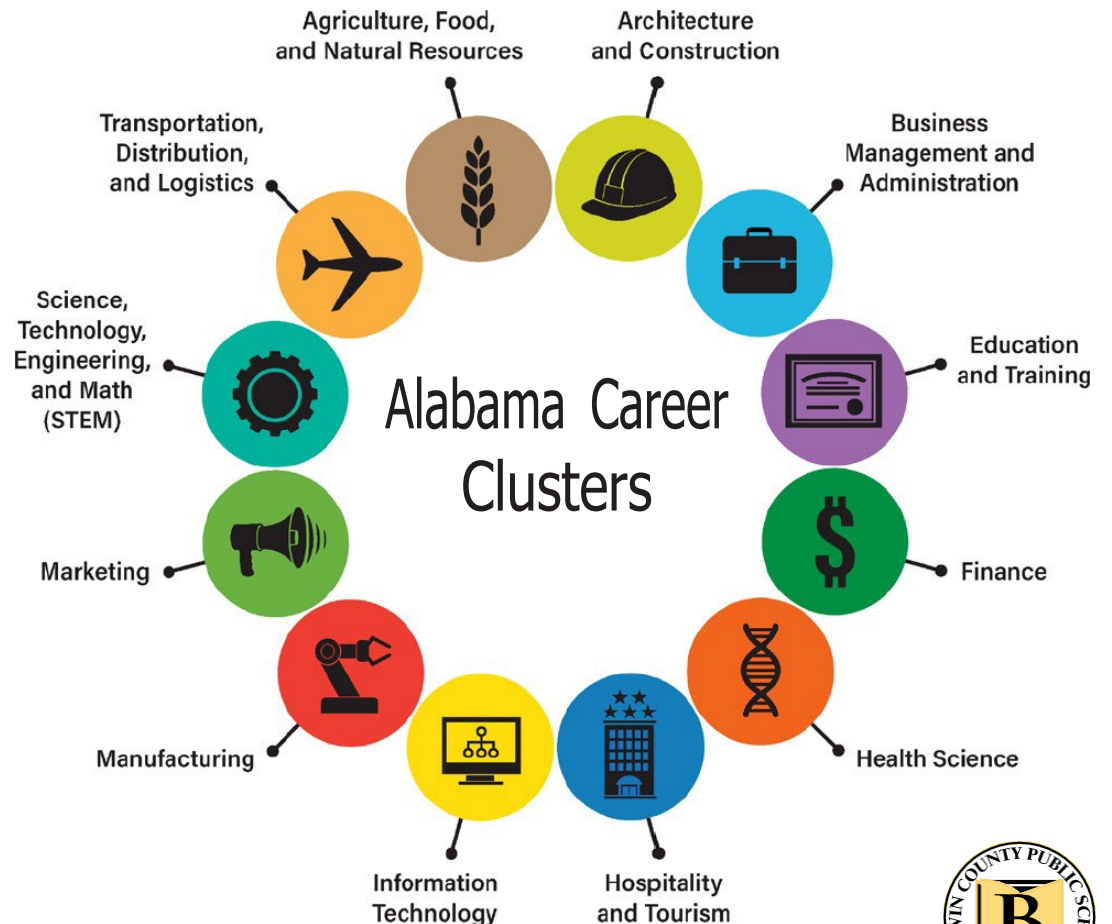 Agriculture, Food,
and Natural Resources
Architecture
and Construction
Business
Management and
Administration
Education
and Training
Finance
Health Science
Hospitality
and Tourism
Information
Technology
Manufacturing
Marketing
Science,
Technology,
Engineering,
and Math
(STEM)
Transportation,
Distribution,
and Logistics
Alabama Career
Clusters
$
COUNTY PUBLIC
B